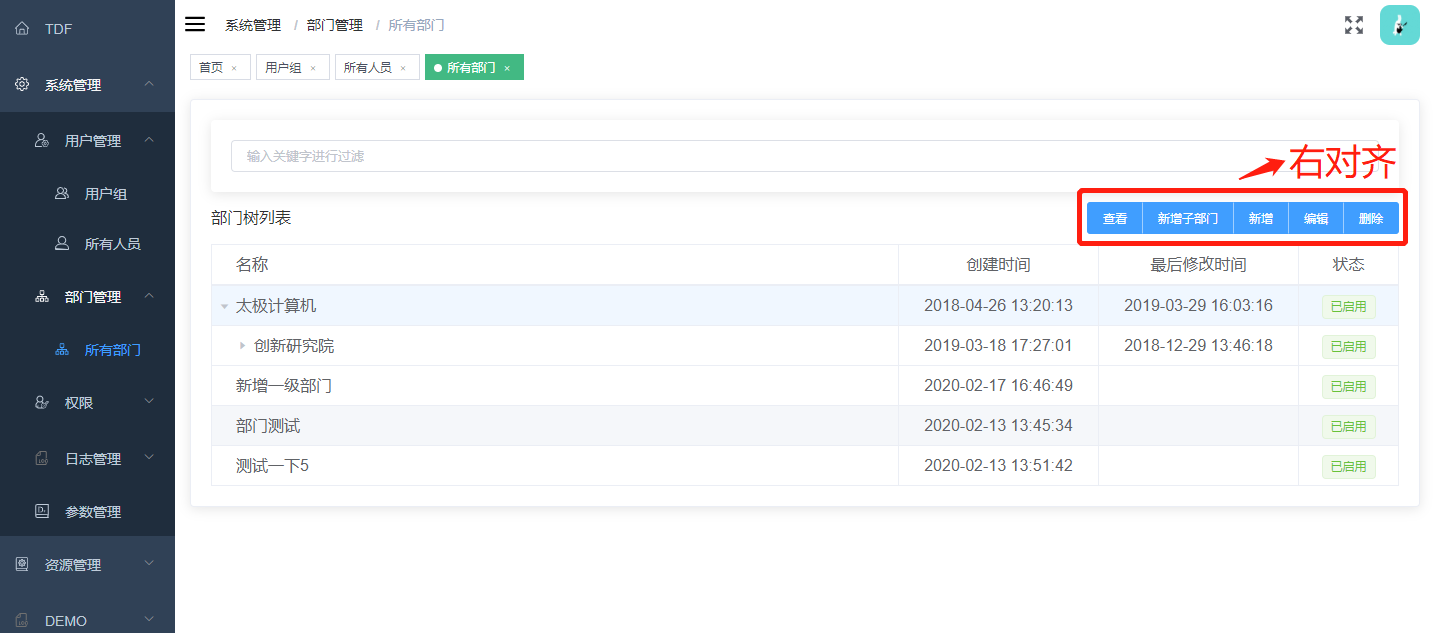 TDF
系统管理
用户管理
用户组
所有人员
部门管理
所有部门
权限
日志管理
参数管理
资源管理
DEMO
系统管理 / 部门管理 / 所有部门
首页 × 用户组 × 所有人员 × 所有部门 ×
输入关键字进行过滤
右对齐
部门树列表 查看 新增子部门 新增 编辑 删除
名称 创建时间 最后修改时间 状态
太极计算机 2018-04-26 13:20:13 2019-03-29 16:03:16 已启用
创新研究院 2019-03-18 17:27:01 2018-12-29 13:46:18 已启用
新增一级部门 2020-02-17 16:46:49 已启用
部门测试 2020-02-13 13:45:34 已启用
测试一下5 2020-02-13 13:51:42 已启用